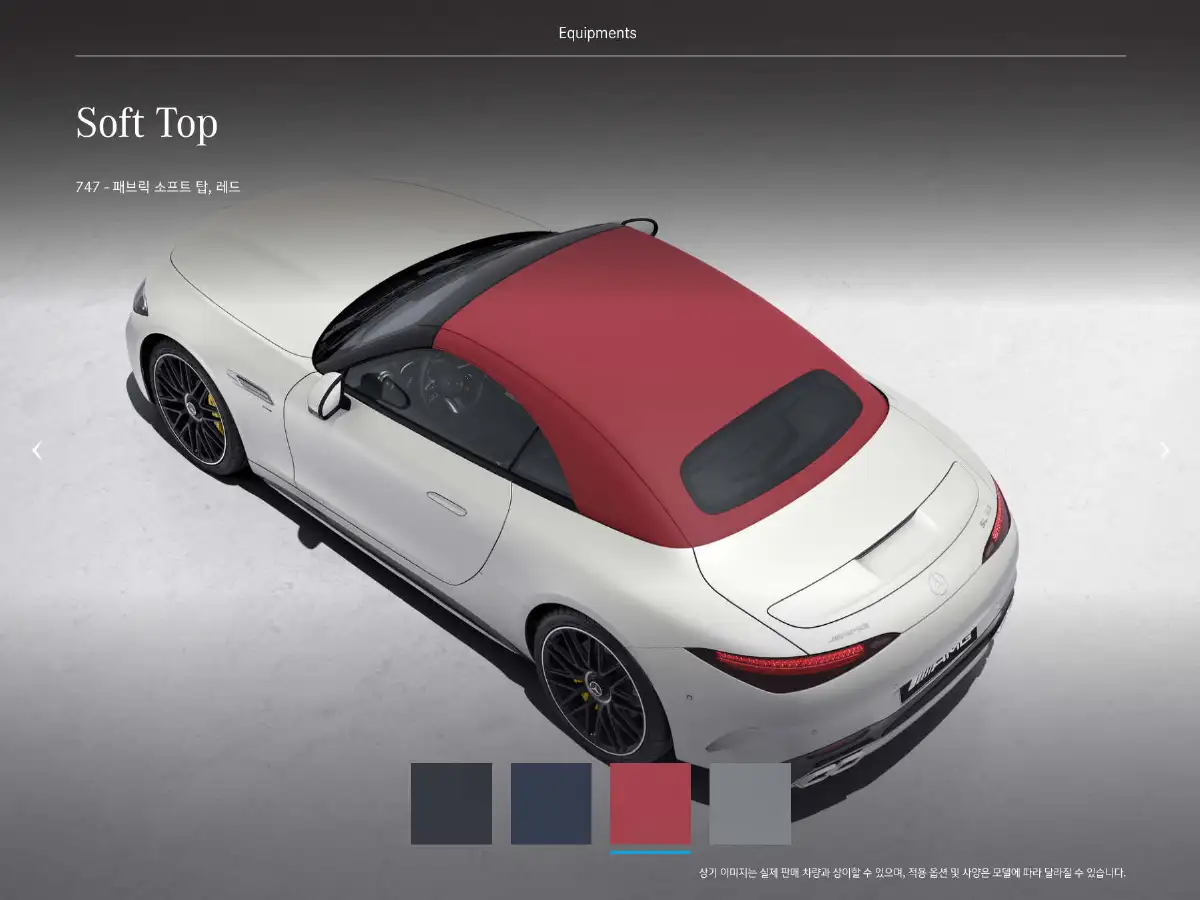 Equipments
Soft Top
747 - 패브릭 소프트 탑, 레드
AMG
AMG
상기 이미지는 실제 판매 차량과 상이할 수 있으며, 적용 옵션 및 사양은 모델에 따라 달라질 수 있습니다.